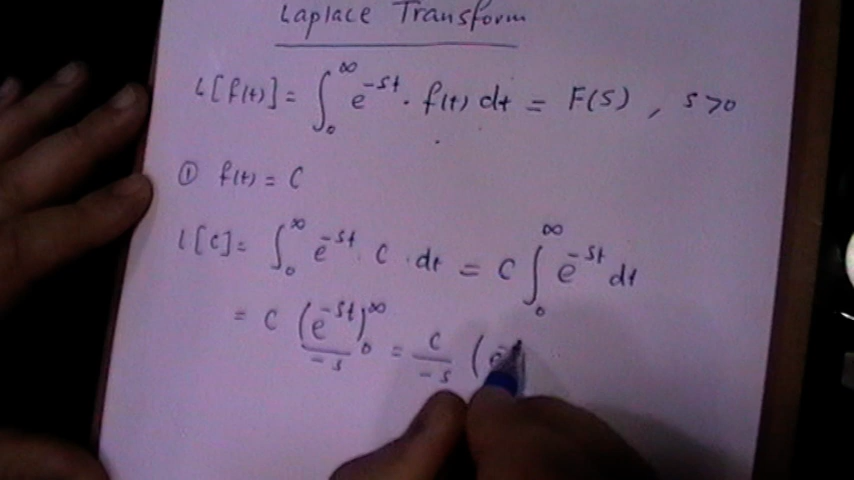 Laplace Transform
L[f(t)] = ∫₀^∞ e^{-st} · f(t) dt = F(S) , s>0
① f(t) = C
L[c] = ∫₀^∞ e^{-st} · C · dt = C ∫₀^∞ e^{-st} dt
= C (e^{-st})₀^∞ / -s = C / -s (e^-